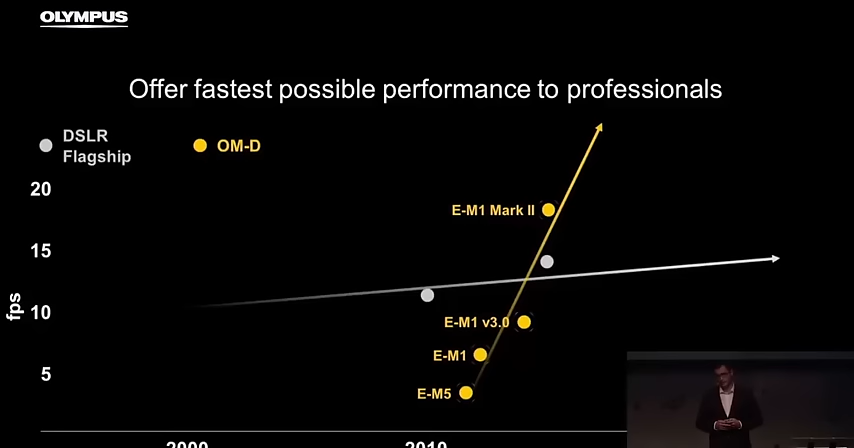 OLYMPUS
Offer fastest possible performance to professionals
DSLR
Flagship
OM-D
20
E-M1 Mark II
15
fps
10
E-M1 v3.0
E-M1
5
E-M5
2000
2010